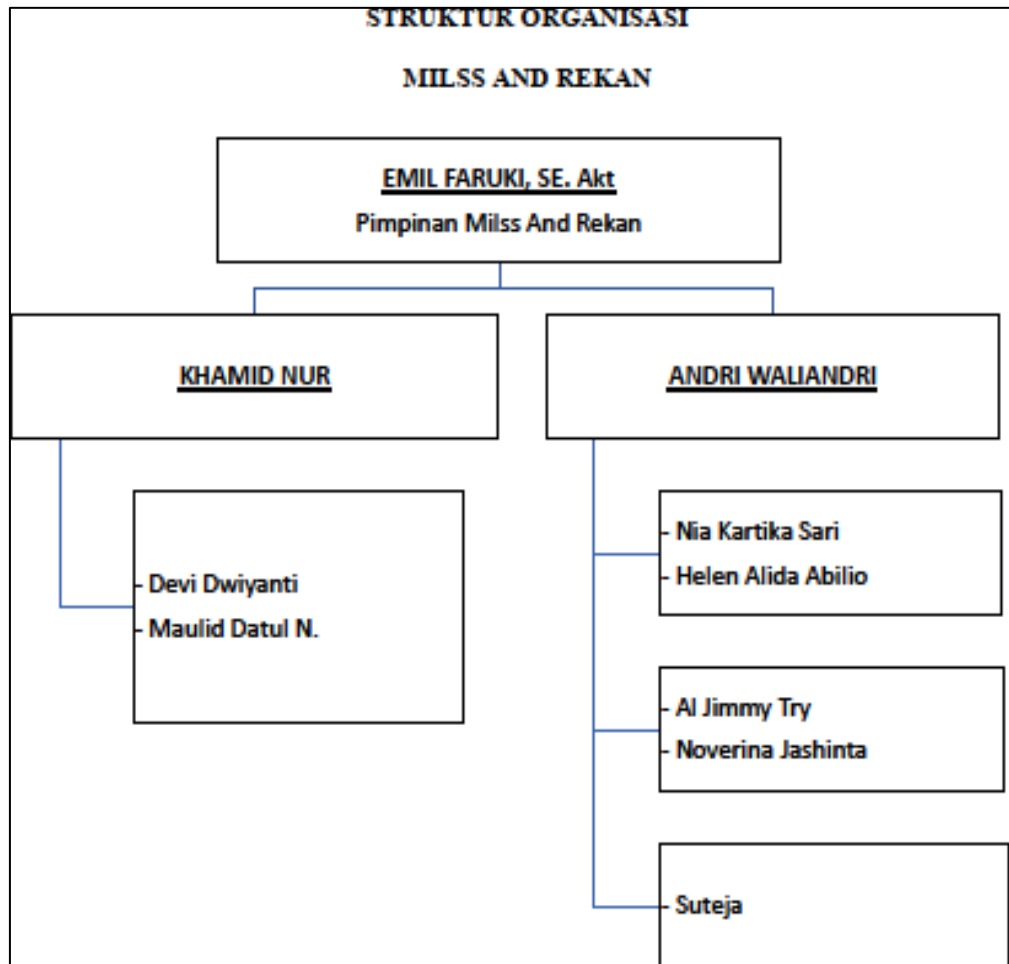 STRUKTUR ORGANISASI
MILSS AND REKAN
EMIL FARUKI, SE. Akt
Pimpinan Milss And Rekan
KHAMID NUR
ANDRI WALIANDRI
- Devi Dwiyanti
- Maulid Datul N.
- Nia Kartika Sari
- Helen Alida Abilio
- Al Jimmy Try
- Noverina Jashinta
- Suteja